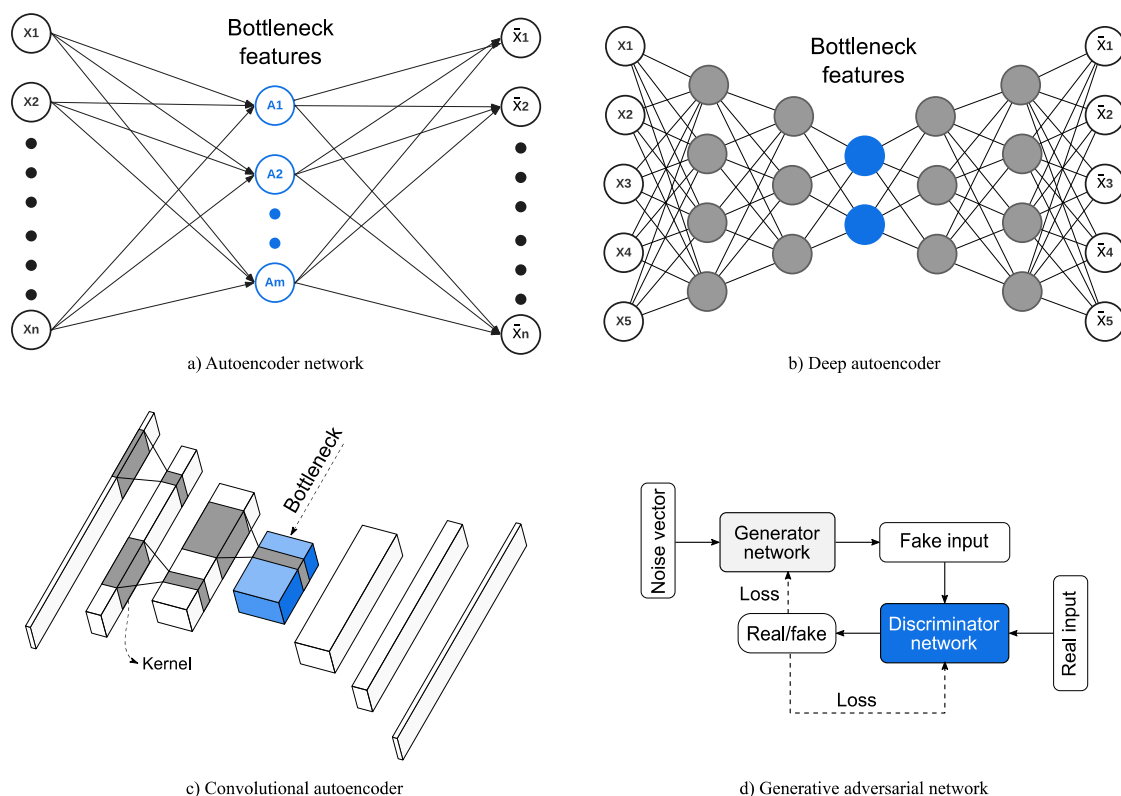 X1
X2
Xn
Bottleneck
features
A1
A2
Am
X̄1
X̄2
X̄n
a) Autoencoder network
X1
X2
X3
X4
X5
Bottleneck
features
X̄1
X̄2
X̄3
X̄4
X̄5
b) Deep autoencoder
Bottleneck
Kernel
c) Convolutional autoencoder
Noise vector
Generator
network
Fake input
Loss
Real/fake
Discriminator
network
Real input
Loss
d) Generative adversarial network